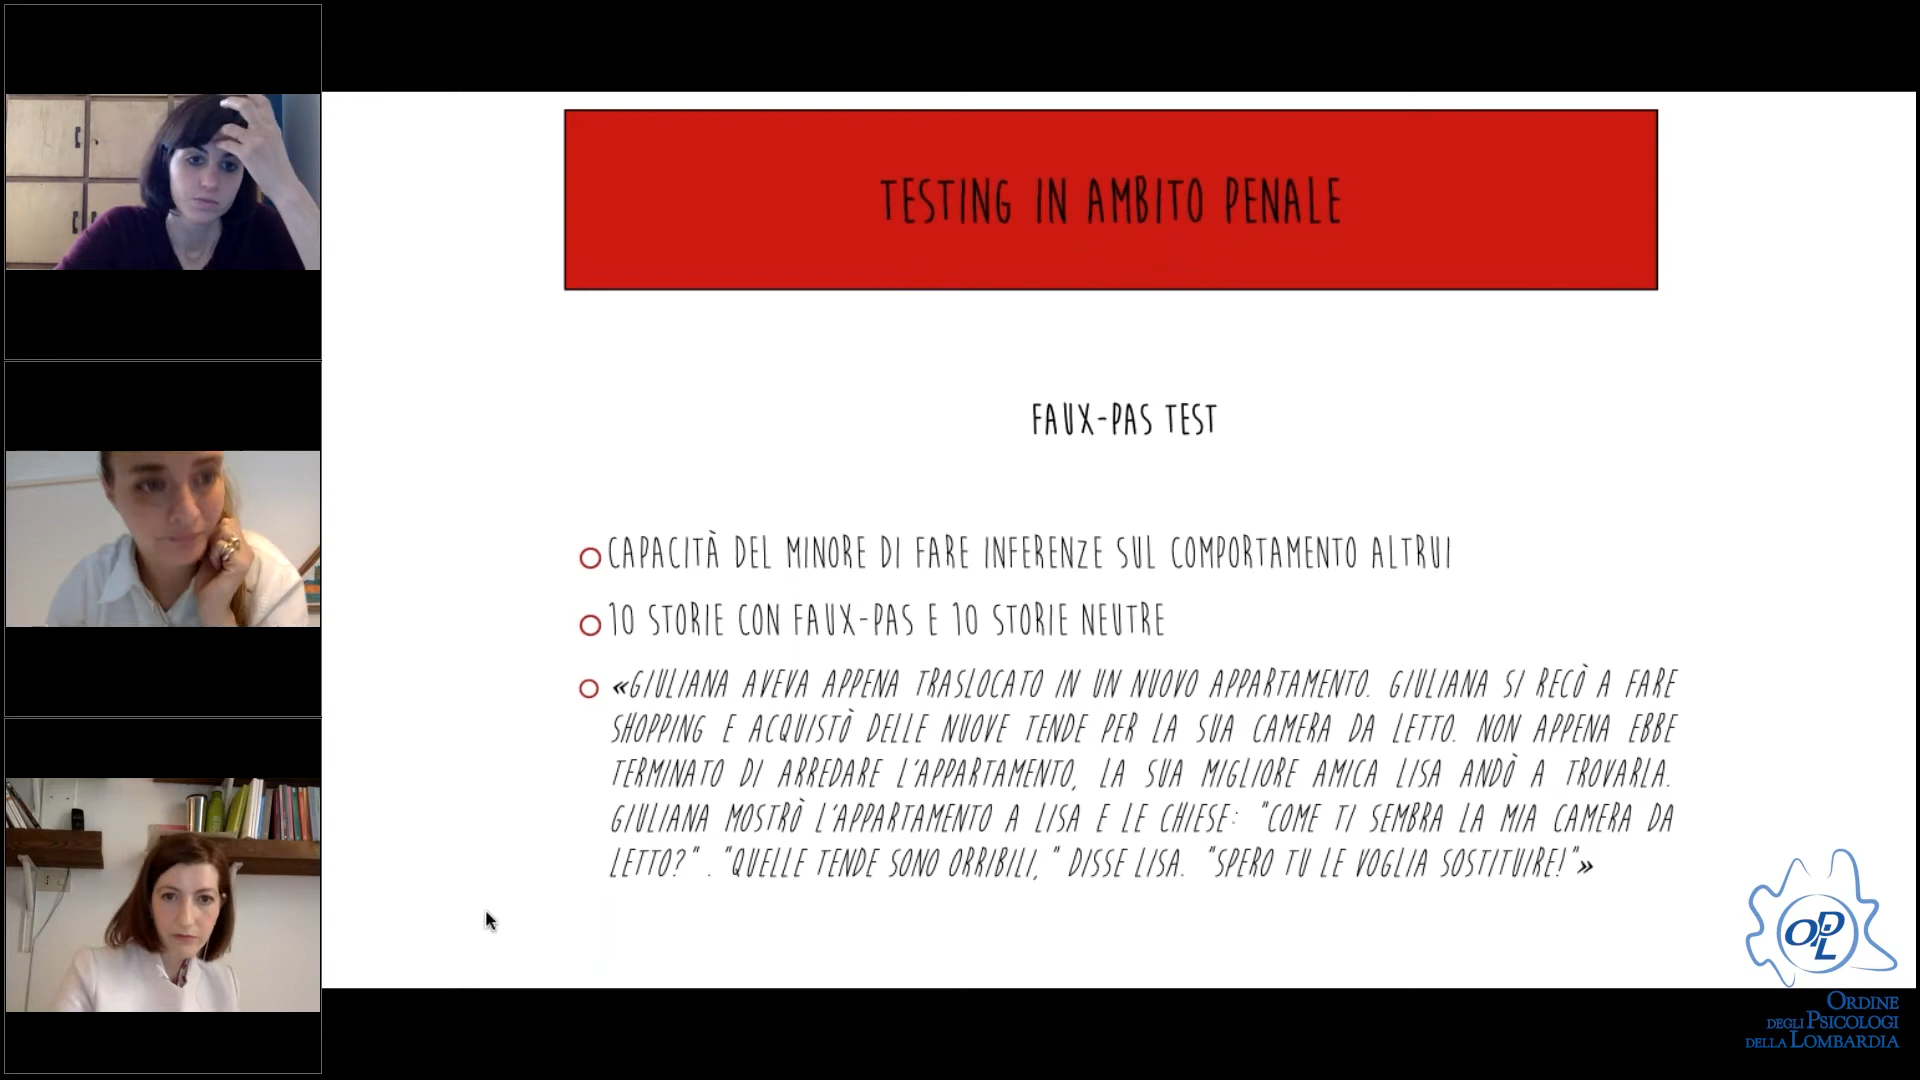 TESTING IN AMBITO PENALE
FAUX-PAS TEST
CAPACITÀ DEL MINORE DI FARE INFERENZE SUL COMPORTAMENTO ALTRUI
10 STORIE CON FAUX-PAS E 10 STORIE NEUTRE
«GIULIANA AVEVA APPENA TRASLOCATO IN UN NUOVO APPARTAMENTO. GIULIANA SI RECÒ A FARE
SHOPPING E ACQUISTÒ DELLE NUOVE TENDE PER LA SUA CAMERA DA LETTO. NON APPENA EBBE
TERMINATO DI ARREDARE L'APPARTAMENTO, LA SUA MIGLIORE AMICA LISA ANDÒ A TROVARLA.
GIULIANA MOSTRÒ L'APPARTAMENTO A LISA E LE CHIESE: "COME TI SEMBRA LA MIA CAMERA DA
LETTO?" . "QUELLE TENDE SONO ORRIBILI," DISSE LISA. "SPERO TU LE VOGLIA SOSTITUIRE!"»
OPL
ORDINE
DEGLI PSICOLOGI
DELLA LOMBARDIA